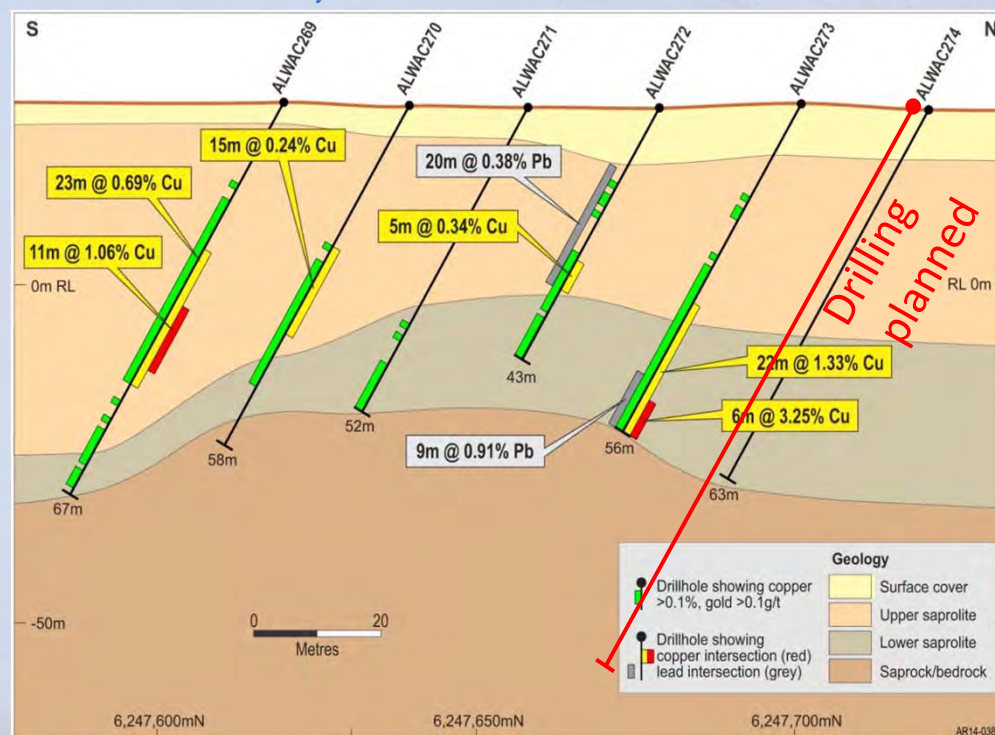 S
N
ALWAC269
ALWAC270
ALWAC271
ALWAC272
ALWAC273
ALWAC274
15m @ 0.24% Cu
20m @ 0.38% Pb
23m @ 0.69% Cu
5m @ 0.34% Cu
11m @ 1.06% Cu
Drilling
planned
0m RL
RL 0m
22m @ 1.33% Cu
43m
6m @ 3.25% Cu
52m
9m @ 0.91% Pb
56m
58m
63m
67m
Geology
Drillhole showing copper
>0.1%, gold >0.1g/t
Drillhole showing
copper intersection (red)
lead intersection (grey)
Surface cover
Upper saprolite
Lower saprolite
Saprock/bedrock
-50m
0 20
Metres
6,247,600mN
6,247,650mN
6,247,700mN